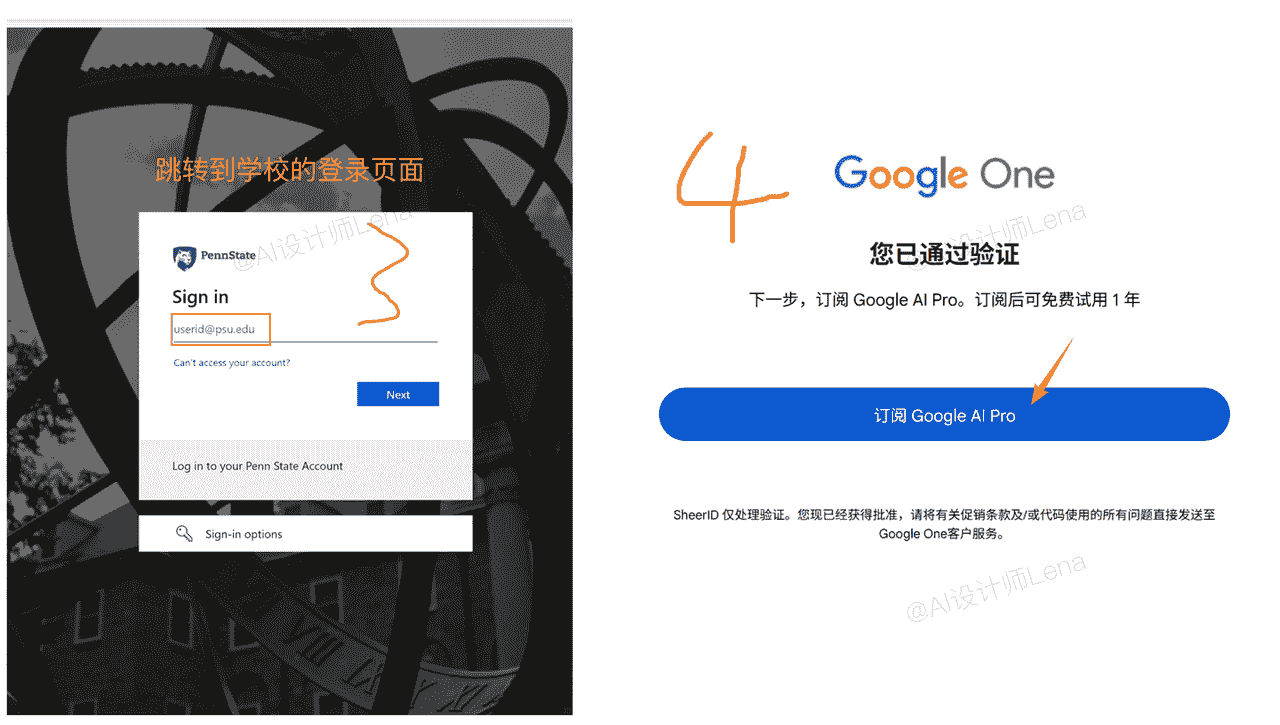 跳转到学校的登录页面
@AI设计师Lena
3
PennState
Sign in
userid@psu.edu
Can't access your account?
Next
Log in to your Penn State Account
Sign-in options
VIII
4
Google One
@AI设计师Lena
您已通过验证
下一步，订阅 Google AI Pro。订阅后可免费试用 1 年
订阅 Google AI Pro
SheerID 仅处理验证。您现已经获得批准，请将有关促销条款及/或代码使用的所有问题直接发送至
Google One客户服务。
@AI设计师Lena